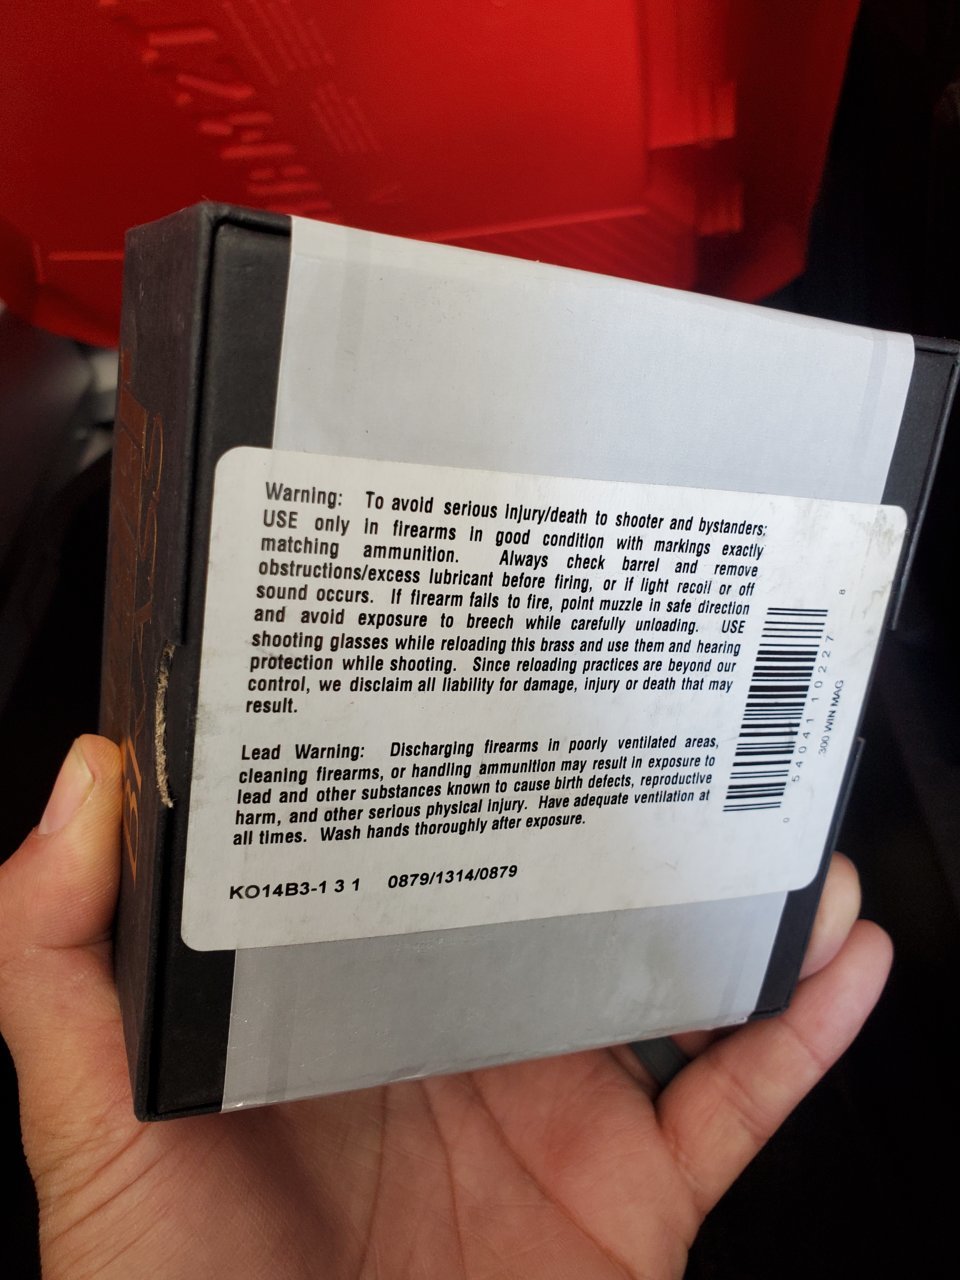 Warning: To avoid serious injury/death to shooter and bystanders:
USE only in firearms in good condition with markings exactly
matching ammunition. Always check barrel and remove
obstructions/excess lubricant before firing, or if light recoil or off
sound occurs. If firearm fails to fire, point muzzle in safe direction
and avoid exposure to breech while carefully unloading. USE
shooting glasses while reloading this brass and use them and hearing
protection while shooting. Since reloading practices are beyond our
control, we disclaim all liability for damage, injury or death that may
result.
Lead Warning: Discharging firearms in poorly ventilated areas,
cleaning firearms, or handling ammunition may result in exposure to
lead and other substances known to cause birth defects, reproductive
harm, and other serious physical injury. Have adequate ventilation at
all times. Wash hands thoroughly after exposure.
KO14B3-1 3 1 0879/1314/0879
0 54041 10227 8
.300 WIN MAG